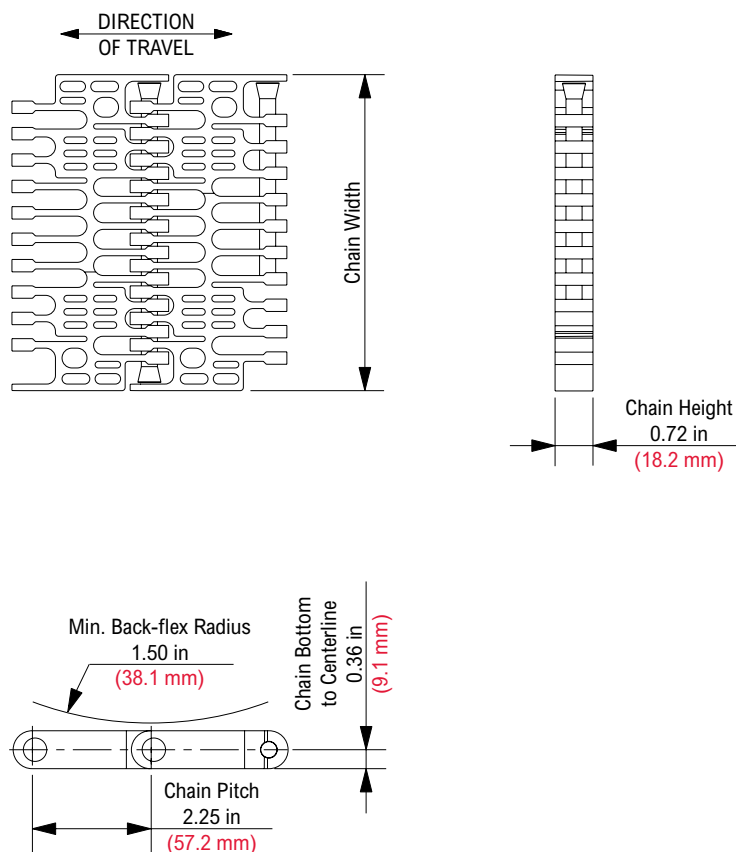 DIRECTION
OF TRAVEL
Chain Width
Chain Height
0.72 in
(18.2 mm)
Min. Back-flex Radius
1.50 in
(38.1 mm)
Chain Bottom
to Centerline
0.36 in
(9.1 mm)
Chain Pitch
2.25 in
(57.2 mm)